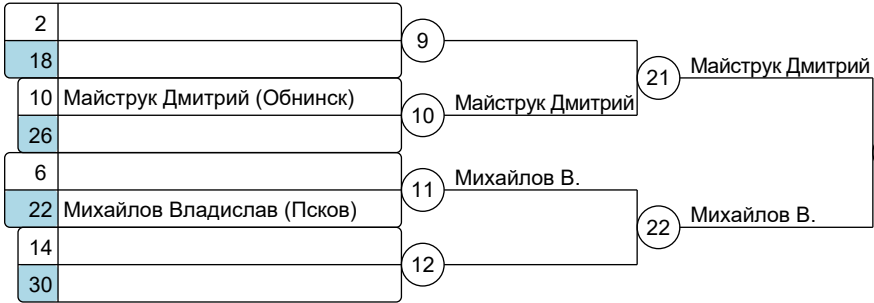 2
9
18
21 Майструк Дмитрий
10 Майструк Дмитрий (Обнинск)
10 Майструк Дмитрий
26
6
11 Михайлов В.
22 Михайлов Владислав (Псков)
22 Михайлов В.
14
12
30